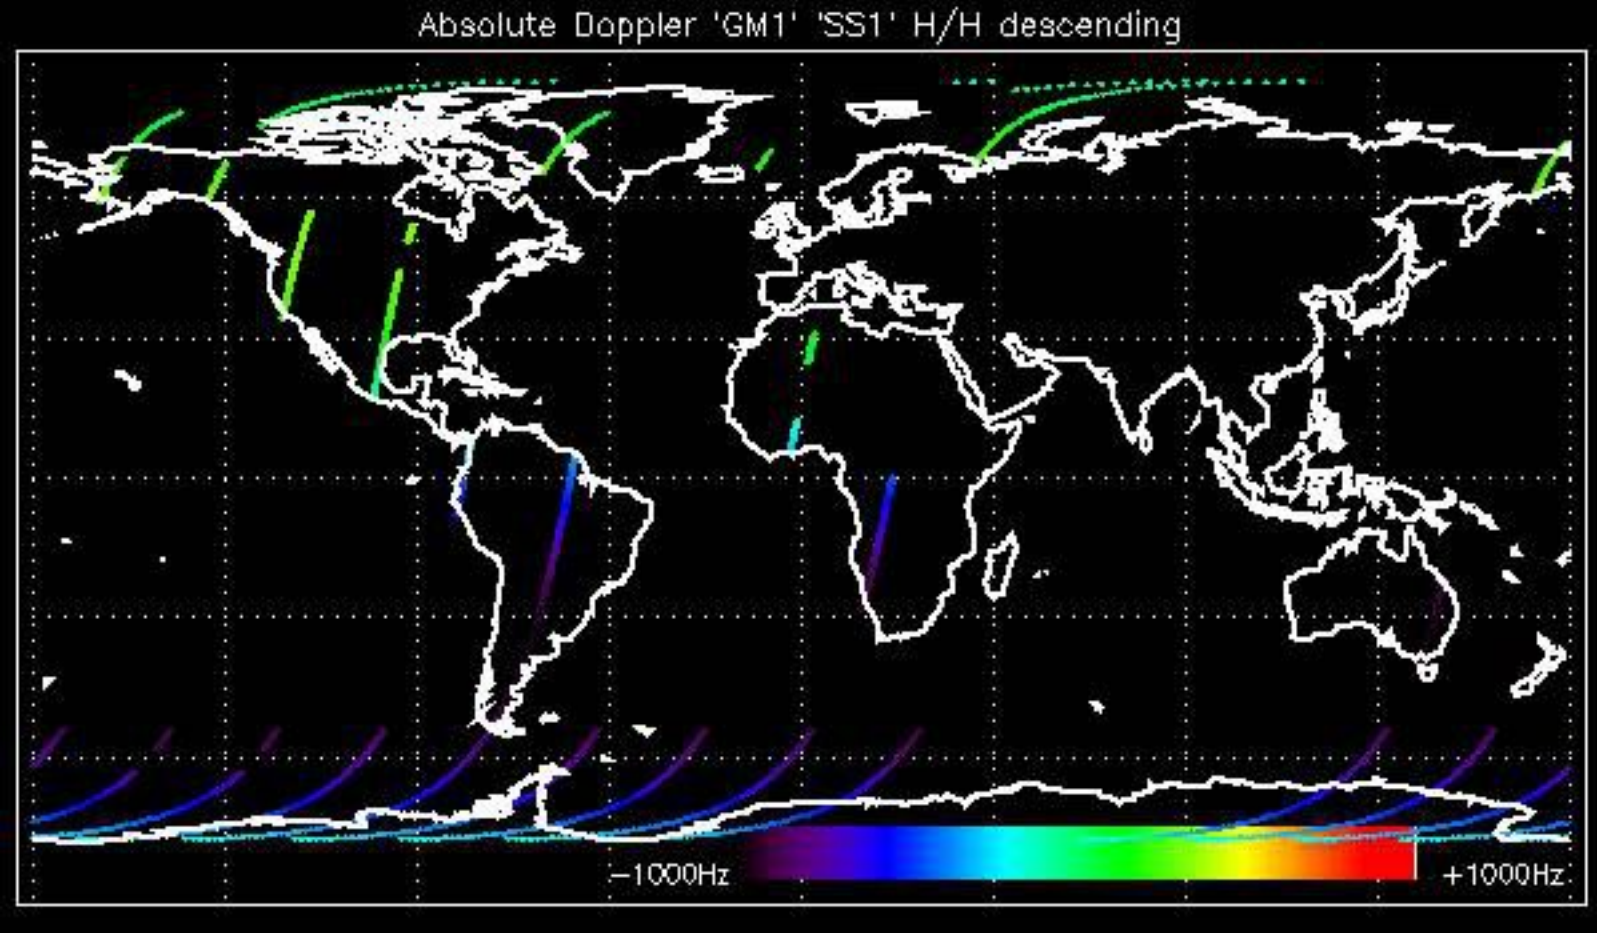 Absolute Doppler 'GM1' 'SS1' H/H descending
−1000Hz +1000Hz